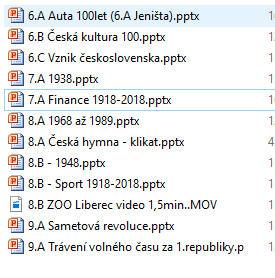 6.A Auta 100let (6.A Jeništa).pptx
6.B Česká kultura 100.pptx
6.C Vznik československa.pptx
7.A 1938.pptx
7.A Finance 1918-2018.pptx
8.A 1968 až 1989.pptx
8.A Česká hymna - klikat.pptx
8.B - 1948.pptx
8.B - Sport 1918-2018.pptx
8.B ZOO Liberec video 1,5min..MOV
9.A Sametová revoluce.pptx
9.A Trávení volného času za 1.republiky.p